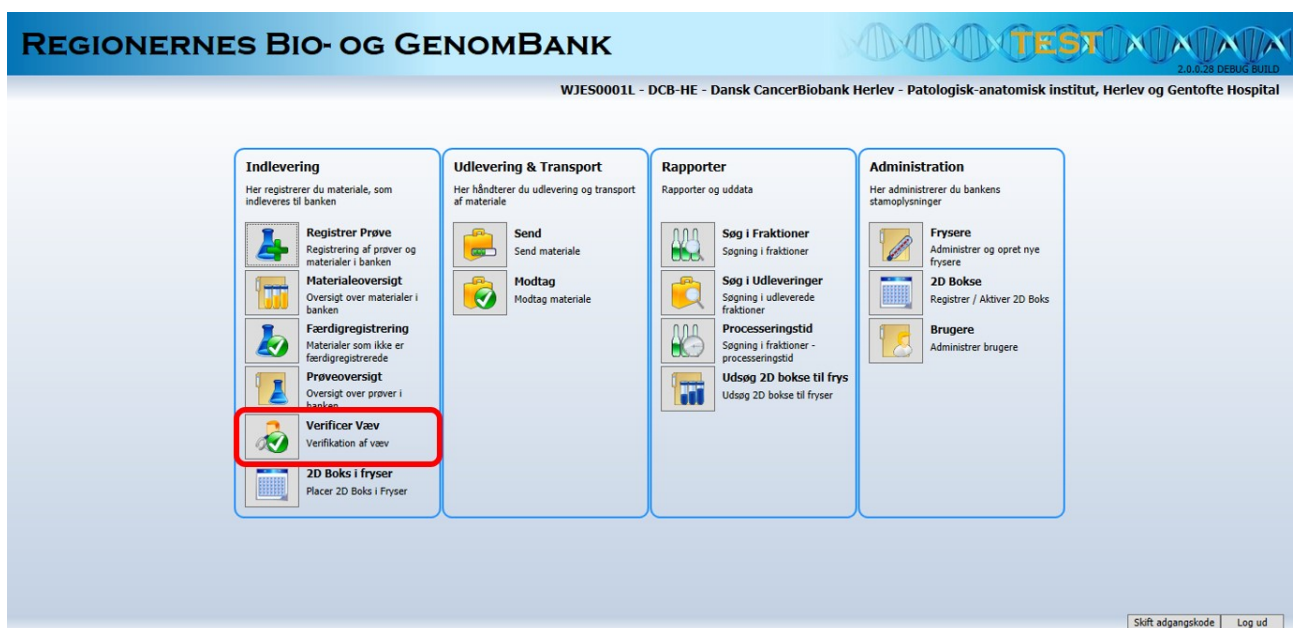 REGIONERNES BIO- OG GENOMBANK
TEST
2.0.0.28 DEBUG BUILD
WJES0001L - DCB-HE - Dansk CancerBiobank Herlev - Patologisk-anatomisk institut, Herlev og Gentofte Hospital
Indlevering
Her registrerer du materiale, som
indleveres til banken
Registrer Prøve
Registrering af prøver og
materialer i banken
Materialeoversigt
Oversigt over materialer i
banken
Færdigregistrering
Materialer som ikke er
færdigregistrerede
Prøveoversigt
Oversigt over prøver i
banken
Verificer Væv
Verifikation af væv
2D Boks i fryser
Placer 2D Boks i Fryser
Udlevering & Transport
Her håndterer du udlevering og transport
af materiale
Send
Send materiale
Modtag
Modtag materiale
Rapporter
Rapporter og uddata
Søg i Fraktioner
Søgning i fraktioner
Søg i Udleveringer
Søgning i udleverede
fraktioner
Processeringstid
Søgning i fraktioner -
processeringstid
Udsøg 2D bokse til frys
Udsøg 2D bokse til fryser
Administration
Her administrerer du bankens
stamoplysninger
Frysere
Administrer og opret nye
frysere
2D Bokse
Registrer / Aktiver 2D Boks
Brugere
Administrer brugere
Skift adgangskode
Log ud